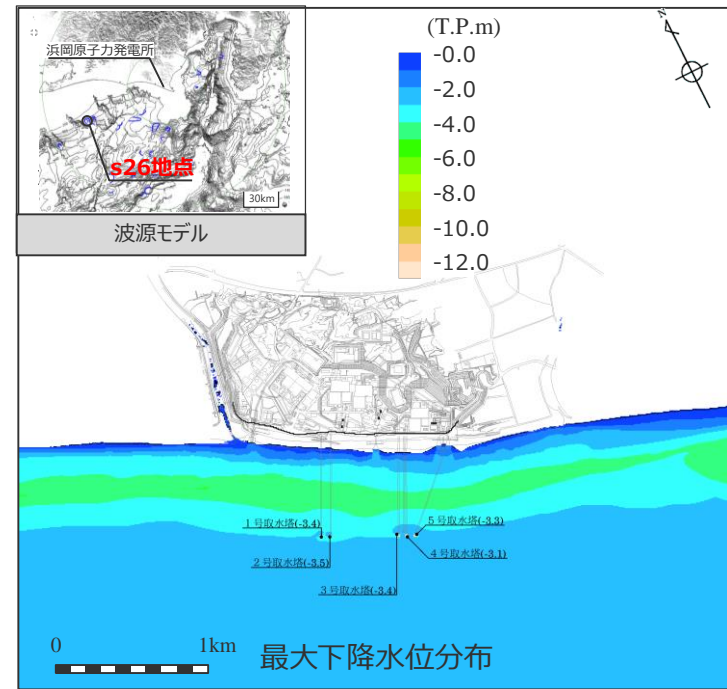 浜岡原子力発電所
s26地点
30km
波源モデル
(T.P.m)
-0.0
-2.0
-4.0
-6.0
-8.0
-10.0
-12.0
N
1号取水塔(-3.4)
5号取水塔(-3.3)
2号取水塔(-3.5)
4号取水塔(-3.1)
3号取水塔(-3.4)
0 1km
最大下降水位分布